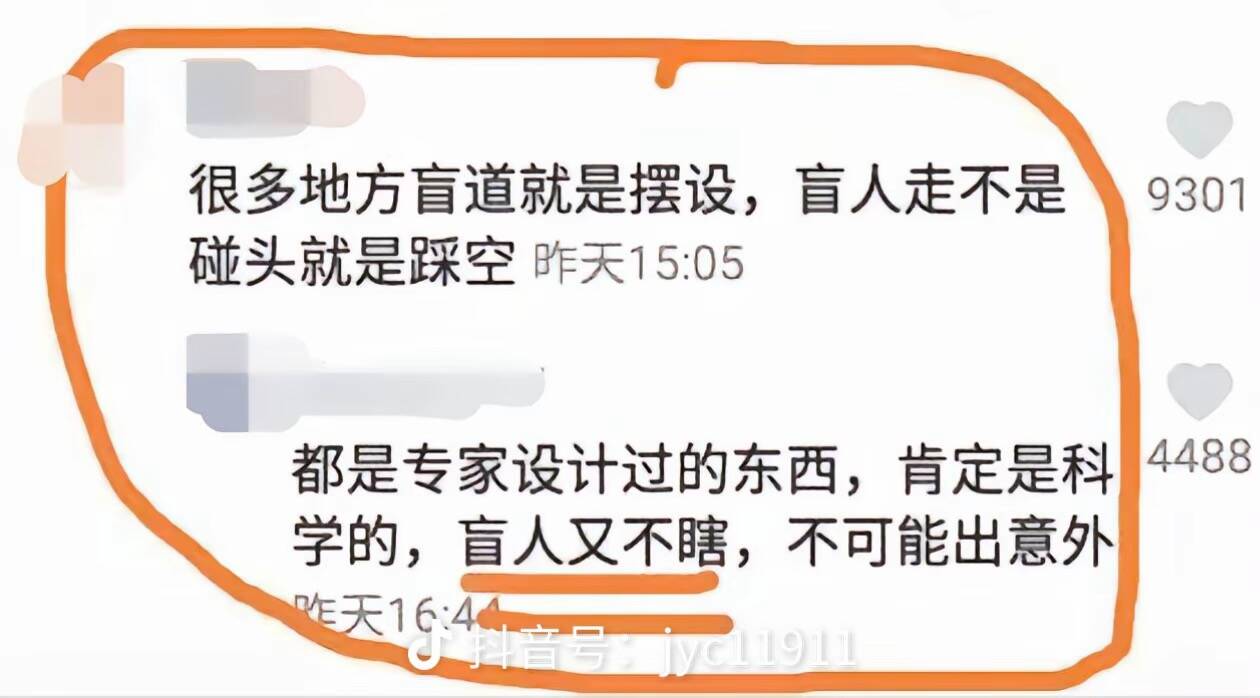 很多地方盲道就是摆设，盲人走不是
9301
碰头就是踩空 昨天15:05
都是专家设计过的东西，肯定是科
4488
学的，盲人又不瞎，不可能出意外
昨天16:44
抖音号：jyc11911